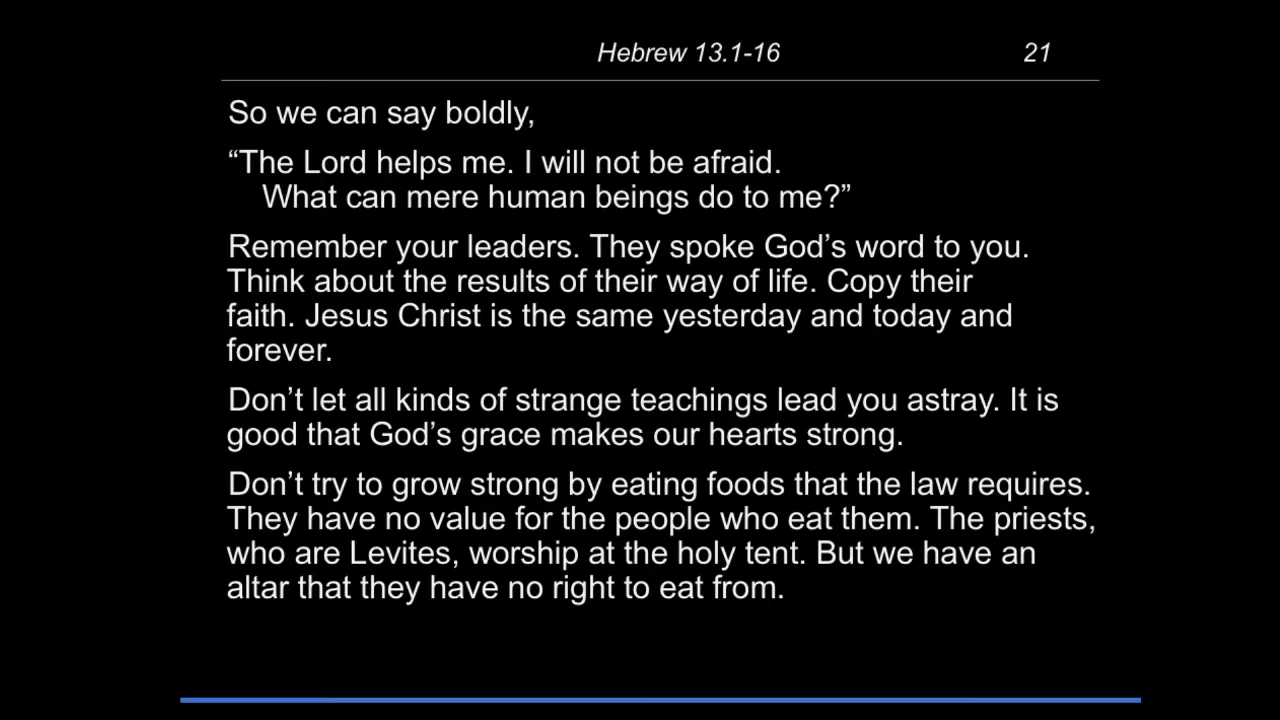 Hebrew 13.1-16 21
So we can say boldly,
“The Lord helps me. I will not be afraid.
What can mere human beings do to me?”
Remember your leaders. They spoke God’s word to you.
Think about the results of their way of life. Copy their
faith. Jesus Christ is the same yesterday and today and
forever.
Don’t let all kinds of strange teachings lead you astray. It is
good that God’s grace makes our hearts strong.
Don’t try to grow strong by eating foods that the law requires.
They have no value for the people who eat them. The priests,
who are Levites, worship at the holy tent. But we have an
altar that they have no right to eat from.